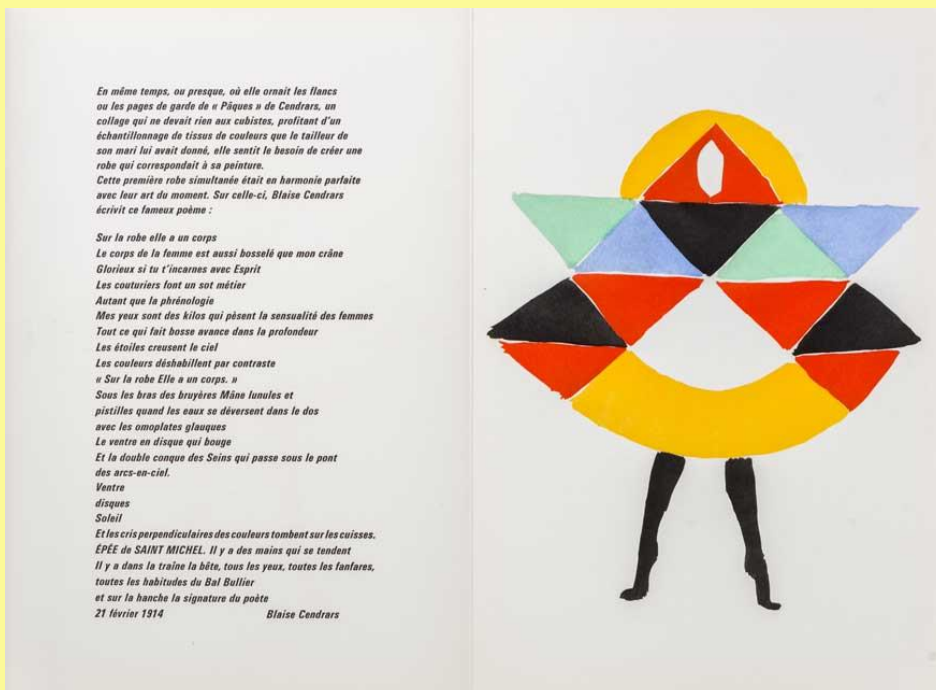 En même temps, ou presque, où elle ornait les flancs
ou les pages de garde de « Pâques » de Cendrars, un
collage qui ne devait rien aux cubistes, profitant d'un
échantillonnage de tissus de couleurs que le tailleur de
son mari lui avait donné, elle sentit le besoin de créer une
robe qui correspondait à sa peinture.
Cette première robe simultanée était en harmonie parfaite
avec leur art du moment. Sur celle-ci, Blaise Cendrars
écrivit ce fameux poème :
Sur la robe elle a un corps
Le corps de la femme est aussi bosselé que mon crâne
Glorieux si tu t'incarnes avec Esprit
Les couturiers font un sot métier
Autant que la phrénologie
Mes yeux sont des kilos qui pèsent la sensualité des femmes
Tout ce qui fait bosse avance dans la profondeur
Les étoiles creusent le ciel
Les couleurs déshabillent par contraste
« Sur la robe Elle a un corps. »
Sous les bras des bruyères Mâne lunules et
pistilles quand les eaux se déversent dans le dos
avec les omoplates glauques
Le ventre en disque qui bouge
Et la double conque des Seins qui passe sous le pont
des arcs-en-ciel.
Ventre
disques
Soleil
Et les cris perpendiculaires des couleurs tombent sur les cuisses.
ÉPÉE de SAINT MICHEL. Il y a des mains qui se tendent
Il y a dans la traîne la bête, tous les yeux, toutes les fanfares,
toutes les habitudes du Bal Bullier
et sur la hanche la signature du poète
21 février 1914 Blaise Cendrars